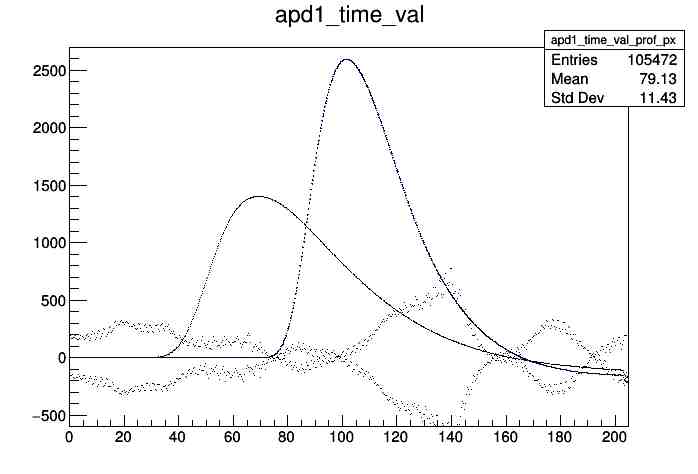 apd1_time_val
apd1_time_val_prof_px
Entries 105472
Mean 79.13
Std Dev 11.43
2500
2000
1500
1000
500
0
−500
0 20 40 60 80 100 120 140 160 180 200